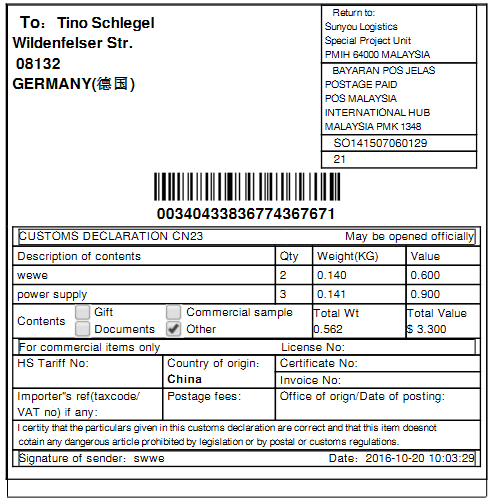 To：Tino Schlegel
Wildenfelser Str.
08132
GERMANY(德国)
Return to:
Sunyou Logistics
Special Project Unit
PMIH 64000 MALAYSIA
BAYARAN POS JELAS
POSTAGE PAID
POS MALAYSIA
INTERNATIONAL HUB
MALAYSIA PMK 1348
SO141507060129
21
00340433836774367671
CUSTOMS DECLARATION CN23 May be opened officially
Description of contents Qty Weight(KG) Value
wewe 2 0.140 0.600
power supply 3 0.141 0.900
Contents Gift Commercial sample Total Wt Total Value
Documents Other 0.562 $ 3.300
For commercial items only License No:
HS Tariff No: Country of origin: Certificate No:
China Invoice No:
Importer"s ref(taxcode/ Postage fees: Office of orign/Date of posting:
VAT no) if any:
I certity that the particulars given in this customs declaration are correct and that this item doesnot
cotain any dangerous article prohibited by legislation or by postal or customs regulations.
Signature of sender: swwe Date: 2016-10-20 10:03:29